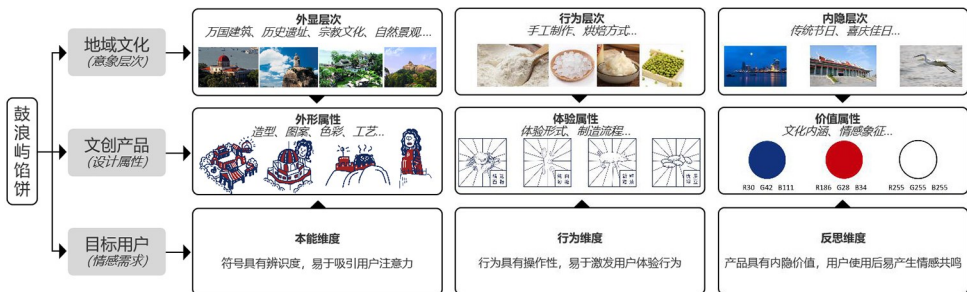 鼓浪屿馅饼
地域文化
(意象层次)
外显层次
万国建筑、历史遗址、宗教文化、自然景观...
行为层次
手工制作、烘焙方式...
内隐层次
传统节日、喜庆佳日...
文创产品
(设计属性)
外形属性
造型、图案、色彩、工艺...
体验属性
体验形式、制造流程...
价值属性
文化内涵、情感象征...
R30 G42 B111
R186 G28 B34
R255 G255 B255
目标用户
(情感需求)
本能维度
符号具有辨识度，易于吸引用户注意力
行为维度
行为具有操作性，易于激发用户体验行为
反思维度
产品具有内隐价值，用户使用后易产生情感共鸣